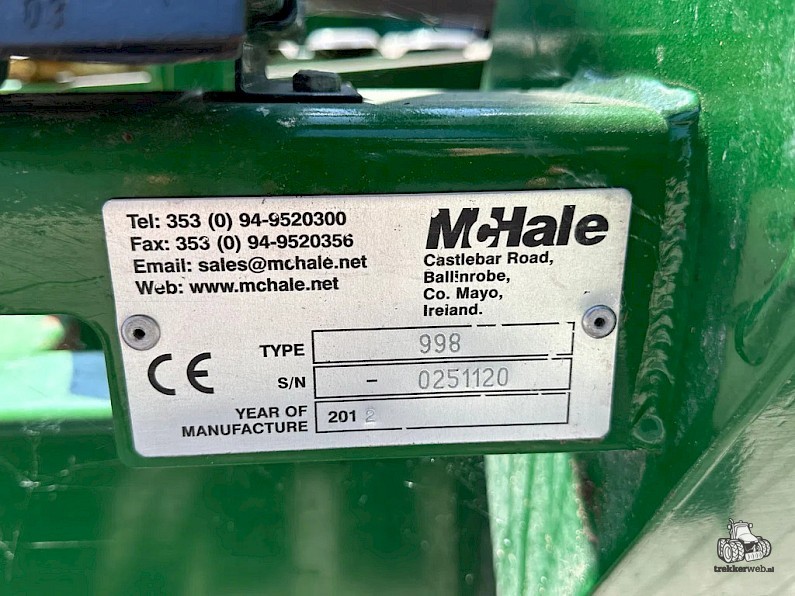 03
Tel: 353 (0) 94-9520300
Fax: 353 (0) 94-9520356
Email: sales@mchale.net
Web: www.mchale.net
McHale
Castlebar Road,
Ballinrobe,
Co. Mayo,
Ireland.
CE
TYPE 998
S/N - 0251120
YEAR OF
MANUFACTURE 2012
trekkerweb.nl